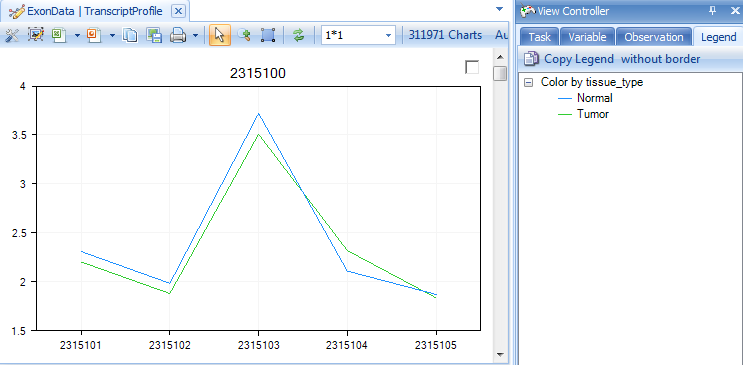 ExonData | TranscriptProfile
1*1
311971 Charts
Au
2315100
4
3.5
3
2.5
2
1.5
2315101 2315102 2315103 2315104 2315105
View Controller
Task Variable Observation Legend
Copy Legend without border
Color by tissue_type
Normal
Tumor